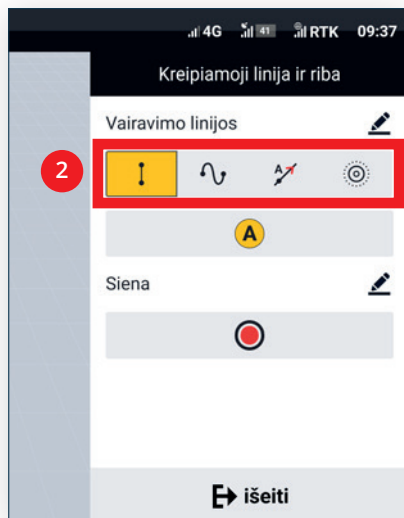 4G 41 RTK 09:37
Kreipiamoji linija ir riba
Vairavimo linijos
2
A
A
Siena
išeiti